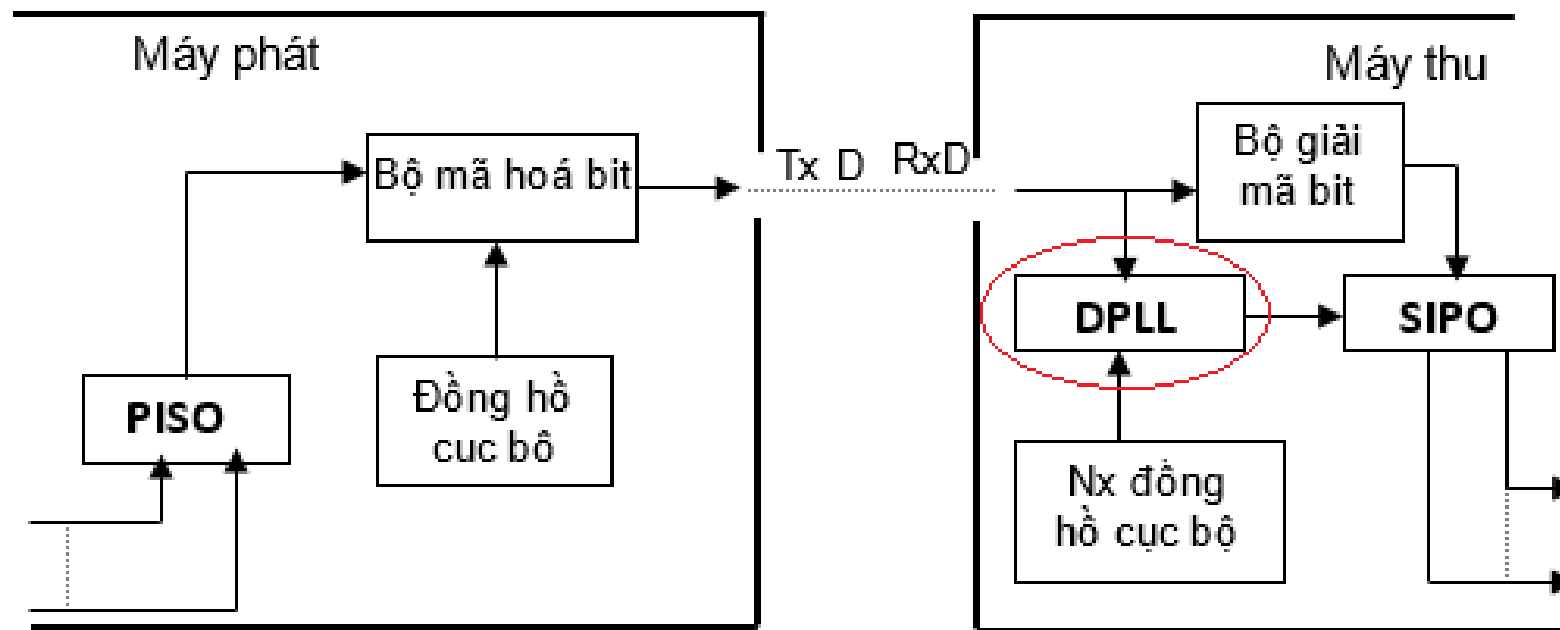 Máy phát
Máy thu
Bộ mã hoá bit
Tx D
RxD
Bộ giải
mã bit
DPLL
SIPO
PISO
Đồng hồ
cuc bô
Nx đồng
hồ cục bộ